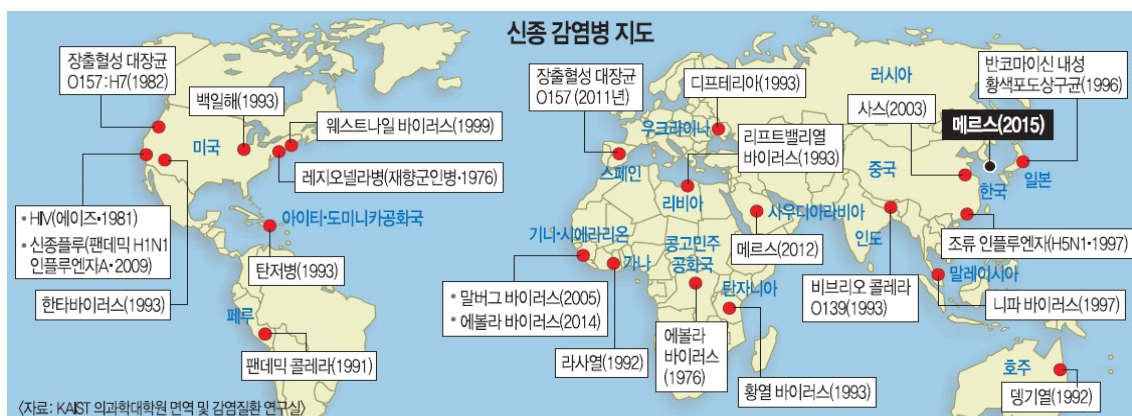 신종 감염병 지도
장출혈성 대장균
O157:H7(1982)
백일해(1993)
웨스트나일 바이러스(1999)
미국
레지오넬라병(재향군인병·1976)
• HIV(에이즈·1981)
• 신종플루(팬데믹 H1N1
인플루엔자A·2009)
한타바이러스(1993)
아이티·도미니카공화국
탄저병(1993)
페루
팬데믹 콜레라(1991)
장출혈성 대장균
O157 (2011년)
디프테리아(1993)
우크라이나
스페인
리프트밸리열
바이러스(1993)
리비아
기니·시에라리온
• 말버그 바이러스(2005)
• 에볼라 바이러스(2014)
가나
라사열(1992)
콩고민주
공화국
에볼라
바이러스
(1976)
탄자니아
황열 바이러스(1993)
사우디아라비아
메르스(2012)
러시아
사스(2003)
중국
반코마이신 내성
황색포도상구균(1996)
메르스(2015)
한국
일본
조류 인플루엔자(H5N1·1997)
인도
비브리오 콜레라
O139(1993)
말레이시아
니파 바이러스(1997)
호주
뎅기열(1992)
〈자료: KAIST 의과학대학원 면역 및 감염질환 연구실〉